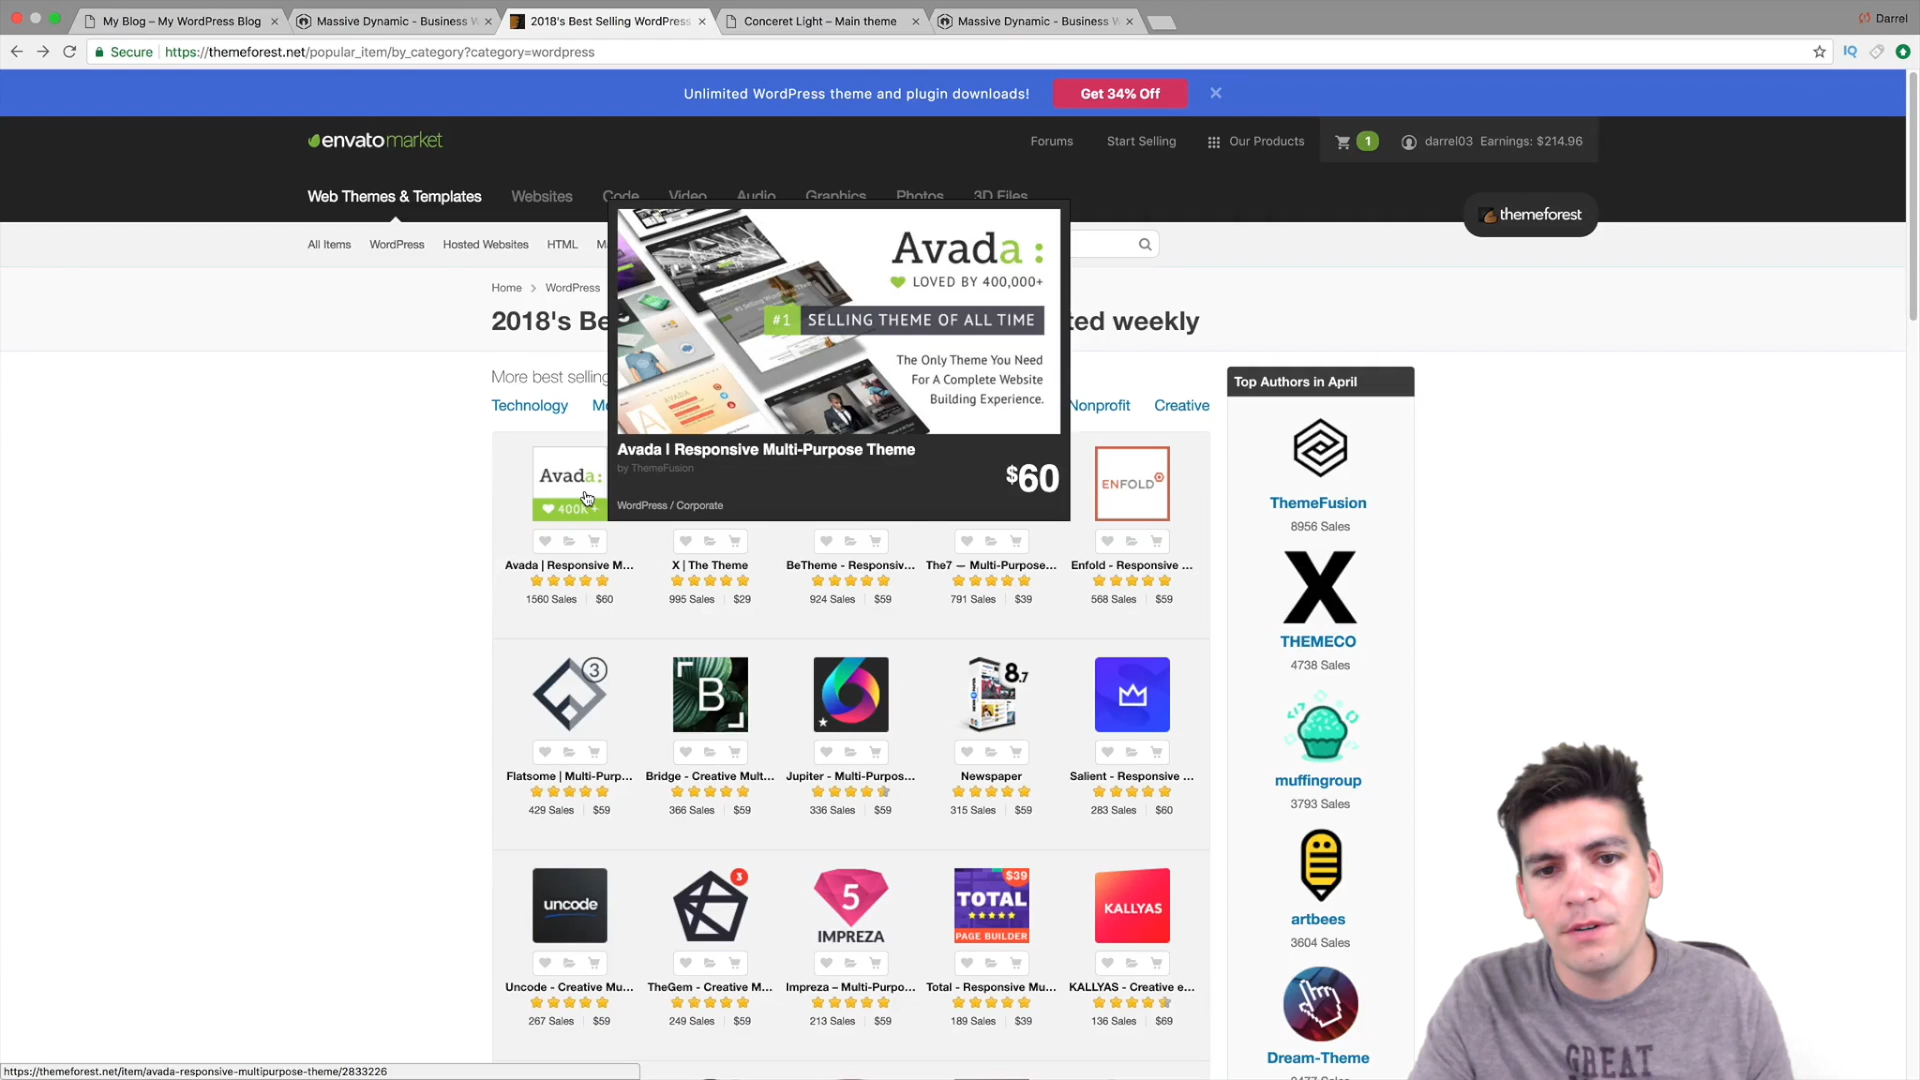 My Blog – My WordPress Blog
Massive Dynamic - Business W
2018's Best Selling WordPress
Conceret Light – Main theme
Massive Dynamic - Business W
Darrel
Secure
https://themeforest.net/popular_item/by_category?category=wordpress
IQ
Unlimited WordPress theme and plugin downloads!
Get 34% Off
envatomarket
Forums
Start Selling
Our Products
1
darrel03
Earnings: $214.96
Web Themes & Templates
Websites
Code
Video
Audio
Graphics
Photos
3D Files
themeforest
All Items
WordPress
Hosted Websites
HTML
Home
WordPress
2018's Be
ted weekly
More best selling
Technology
Nonprofit
Creative
Avada :
LOVED BY 400,000+
#1 SELLING THEME OF ALL TIME
The Only Theme You Need
For A Complete Website
Building Experience.
Avada | Responsive Multi-Purpose Theme
by ThemeFusion
$60
WordPress / Corporate
Avada:
400K+
ENFOLD
Avada | Responsive M...
X | The Theme
BeTheme - Responsiv...
The7 — Multi-Purpose...
Enfold - Responsive ...
1560 Sales
$60
995 Sales
$29
924 Sales
$59
791 Sales
$39
568 Sales
$59
3
B
8.7
Flatsome | Multi-Purp...
Bridge - Creative Mult...
Jupiter - Multi-Purpos...
Newspaper
Salient - Responsive ...
429 Sales
$59
366 Sales
$59
336 Sales
$59
315 Sales
$59
283 Sales
$60
uncode
3
5
IMPREZA
$39
TOTAL
PAGE BUILDER
KALLYAS
Uncode - Creative Mu...
TheGem - Creative M...
Impreza – Multi-Purpo...
Total - Responsive Mu...
KALLYAS - Creative e...
267 Sales
$59
249 Sales
$59
213 Sales
$59
189 Sales
$39
136 Sales
$69
Top Authors in April
ThemeFusion
8956 Sales
X
THEMECO
4738 Sales
muffingroup
3793 Sales
artbees
3604 Sales
Dream-Theme
GREAT
https://themeforest.net/item/avada-responsive-multipurpose-theme/2833226